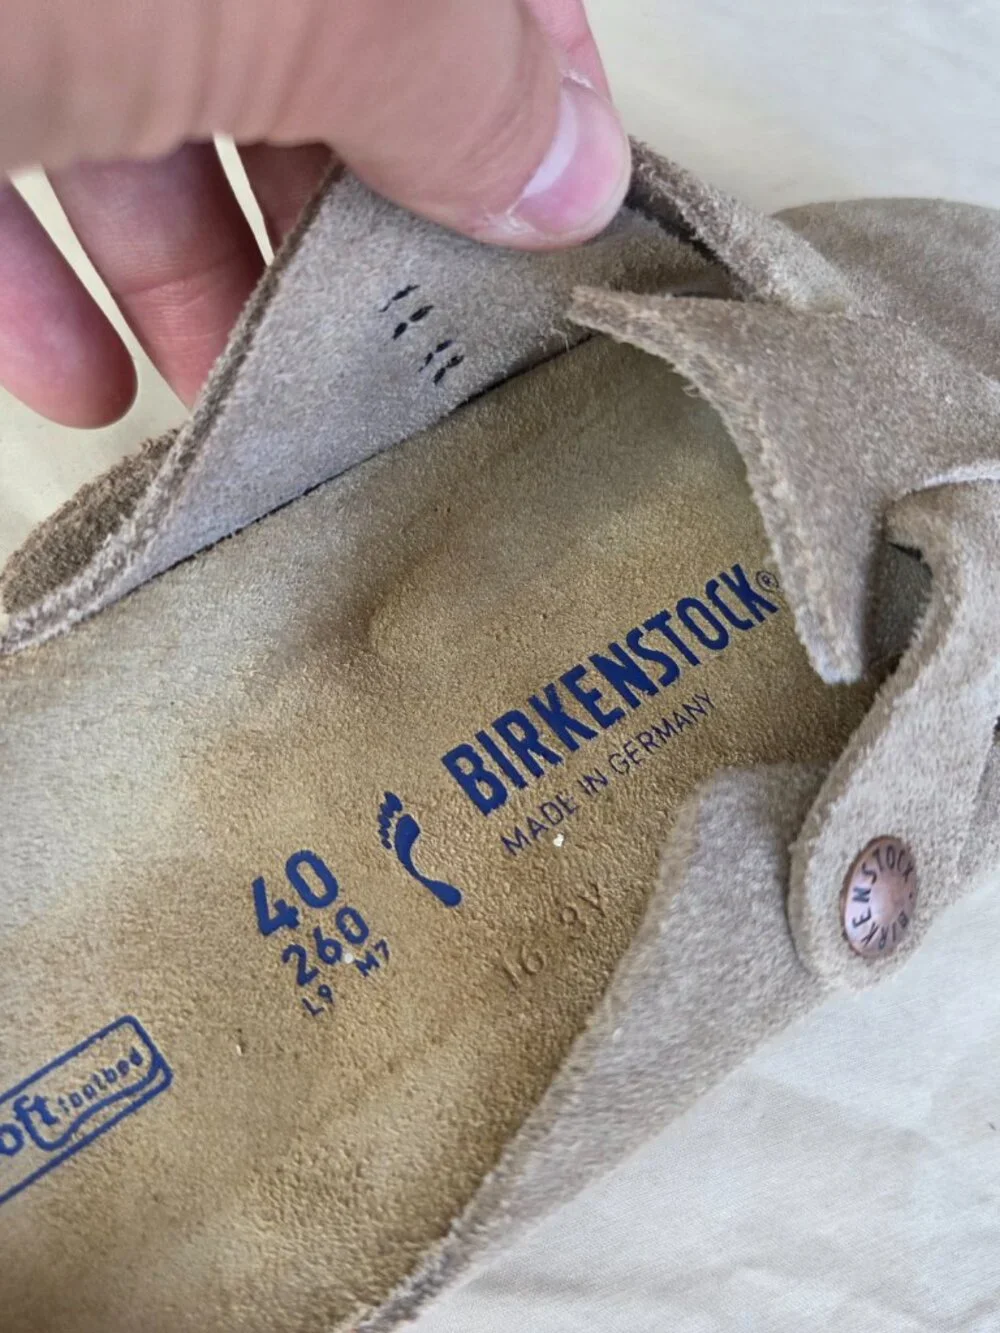 BIRKENSTOCK®
MADE IN GERMANY
40
260
L9 M7
oft footbed
BIRKENSTOCK